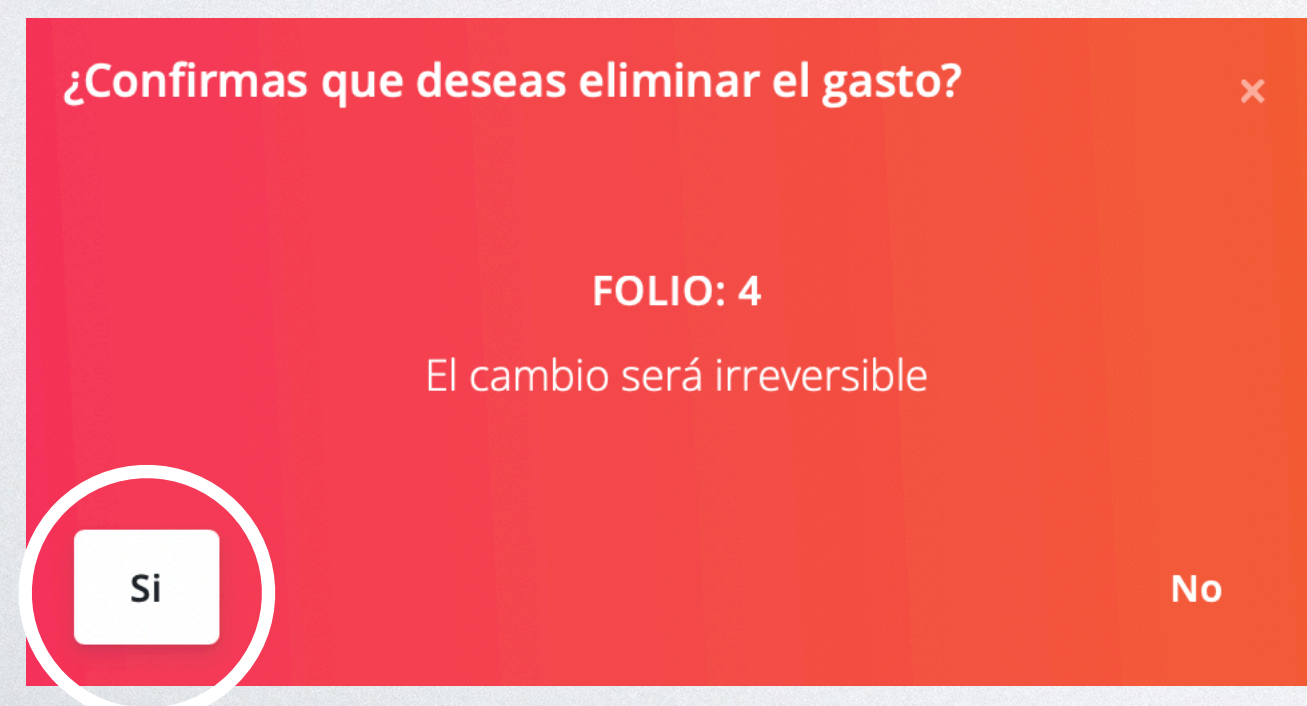 ¿Confirmas que deseas eliminar el gasto?
×
FOLIO: 4
El cambio será irreversible
Si
No